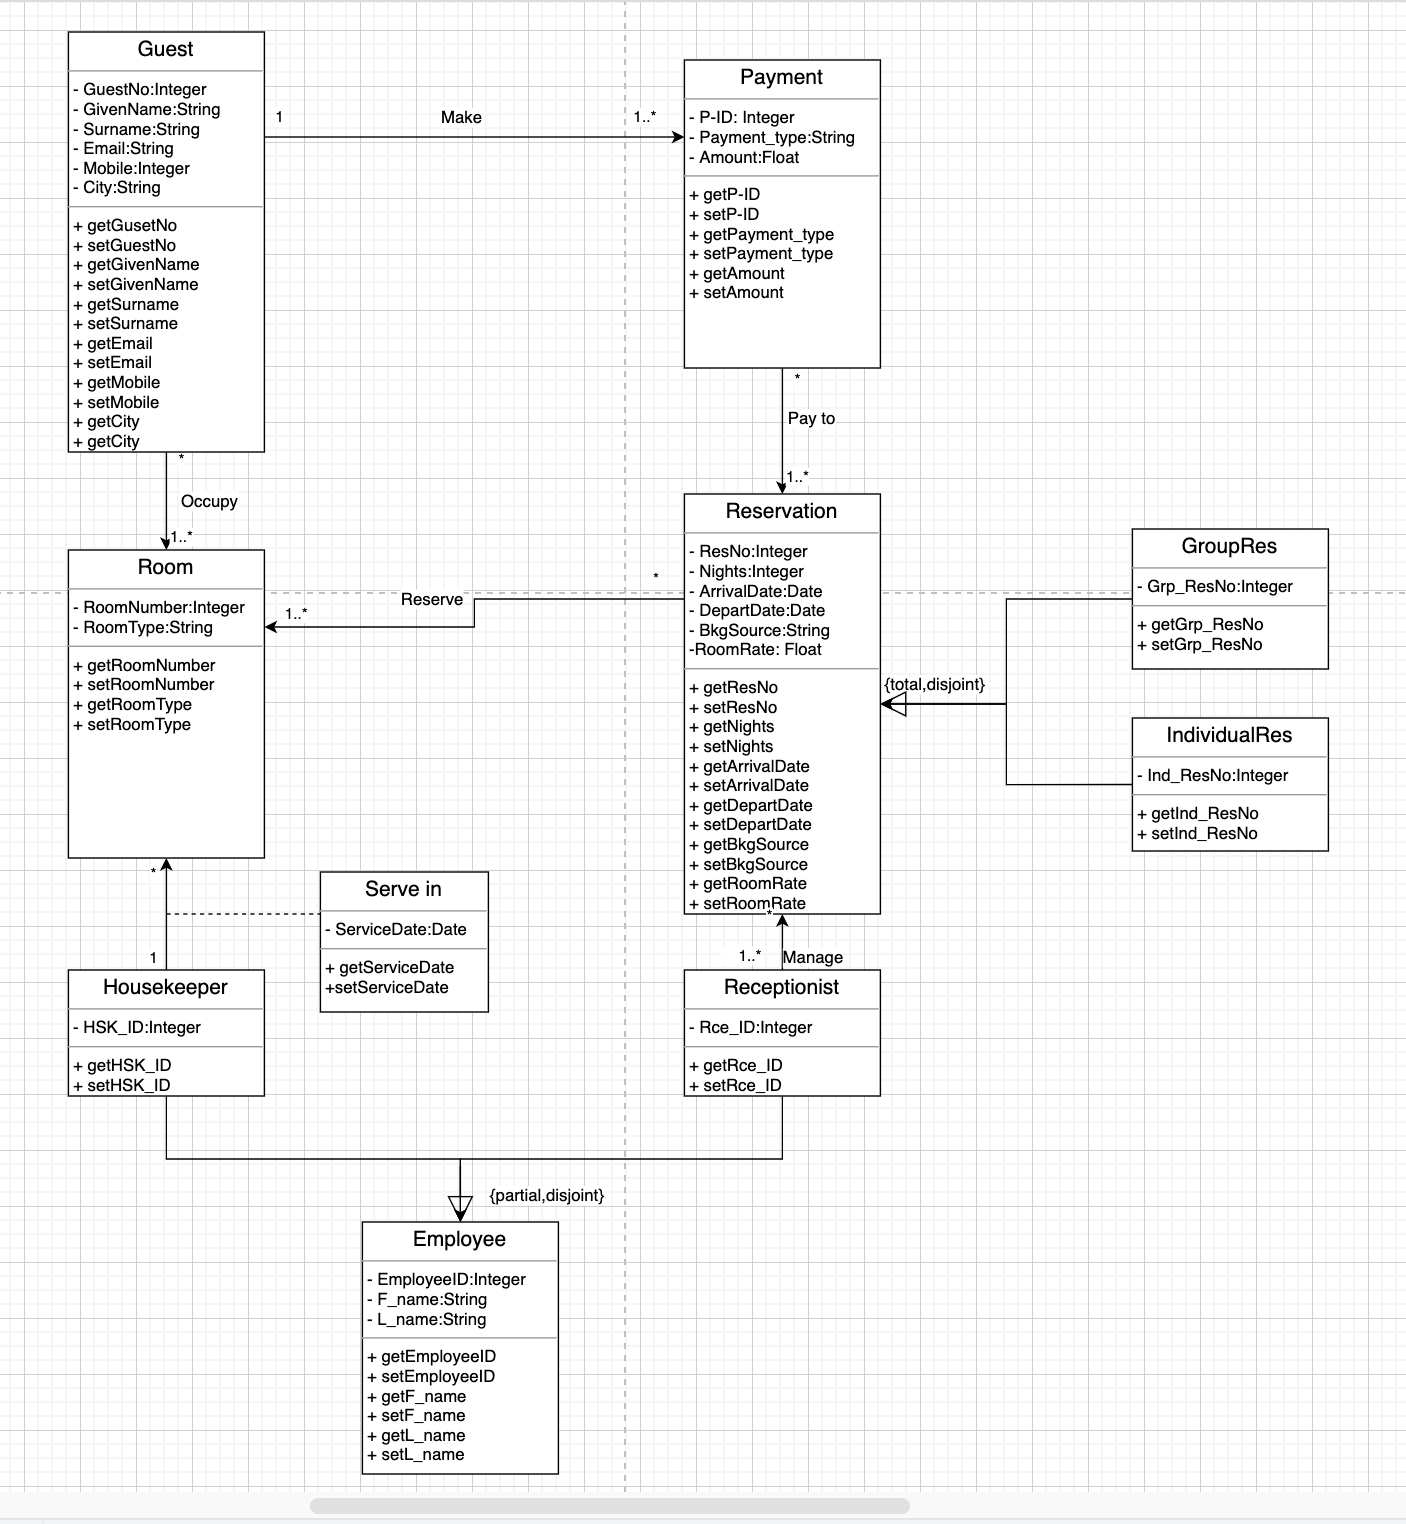 Guest
- GuestNo:Integer
- GivenName:String
- Surname:String
- Email:String
- Mobile:Integer
- City:String
+ getGusetNo
+ setGuestNo
+ getGivenName
+ setGivenName
+ getSurname
+ setSurname
+ getEmail
+ setEmail
+ getMobile
+ setMobile
+ getCity
+ getCity
1
Make
1..*
Payment
- P-ID: Integer
- Payment_type:String
- Amount:Float
+ getP-ID
+ setP-ID
+ getPayment_type
+ setPayment_type
+ getAmount
+ setAmount
*
Pay to
1..*
*
Occupy
1..*
Room
- RoomNumber:Integer
- RoomType:String
+ getRoomNumber
+ setRoomNumber
+ getRoomType
+ setRoomType
1..*
Reserve
*
Reservation
- ResNo:Integer
- Nights:Integer
- ArrivalDate:Date
- DepartDate:Date
- BkgSource:String
-RoomRate: Float
+ getResNo
+ setResNo
+ getNights
+ setNights
+ getArrivalDate
+ setArrivalDate
+ getDepartDate
+ setDepartDate
+ getBkgSource
+ setBkgSource
+ getRoomRate
+ setRoomRate
{total,disjoint}
GroupRes
- Grp_ResNo:Integer
+ getGrp_ResNo
+ setGrp_ResNo
IndividualRes
- Ind_ResNo:Integer
+ getInd_ResNo
+ setInd_ResNo
*
1
Serve in
- ServiceDate:Date
+ getServiceDate
+setServiceDate
*
1..*
Manage
Housekeeper
- HSK_ID:Integer
+ getHSK_ID
+ setHSK_ID
Receptionist
- Rce_ID:Integer
+ getRce_ID
+ setRce_ID
{partial,disjoint}
Employee
- EmployeeID:Integer
- F_name:String
- L_name:String
+ getEmployeeID
+ setEmployeeID
+ getF_name
+ setF_name
+ getL_name
+ setL_name